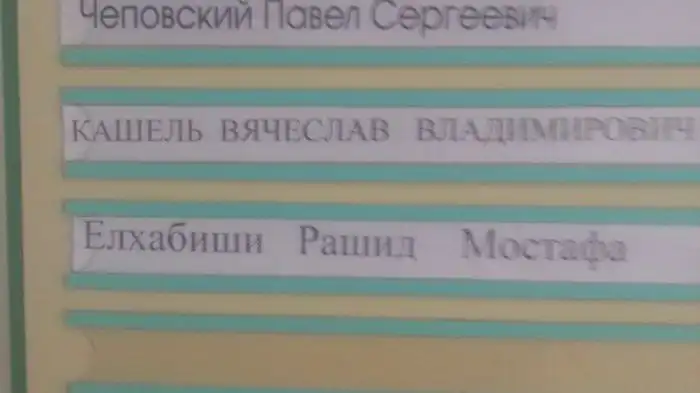 Чеповский Павел Сергеевич
КАШЕЛЬ ВЯЧЕСЛАВ ВЛАДИМИРОВИЧ
Елхабиши Рашид Мостафа